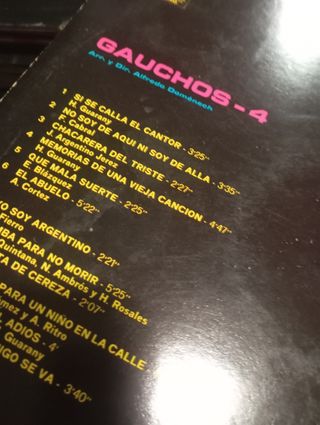 GAUCHOS - 4
Arr. y Dir. Alfredo Doménech
1 SI SE CALLA EL CANTOR - 3:25"
H. Guarany
2 NO SOY DE AQUI NI SOY DE ALLA - 3:35"
F. Cabral
3 CHACARERA DEL TRISTE - 2:27"
J. Argentino Jerez
4 MEMORIAS DE UNA VIEJA CANCION - 4:47"
H. Guarany
5 QUE MALA SUERTE - 2:25"
E. Blázquez
6 EL ABUELO - 5:22"
A. Cortez
SOY ARGENTINO - 2:21"
Fierro
PARA NO MORIR - 5:25"
Quintana, N. Ambrós y H. Rosales
DE CEREZA - 2:07"
PARA UN NIÑO EN LA CALLE
y A. Ritro
ADIOS - 4'
Guarany
SE VA - 3:40"